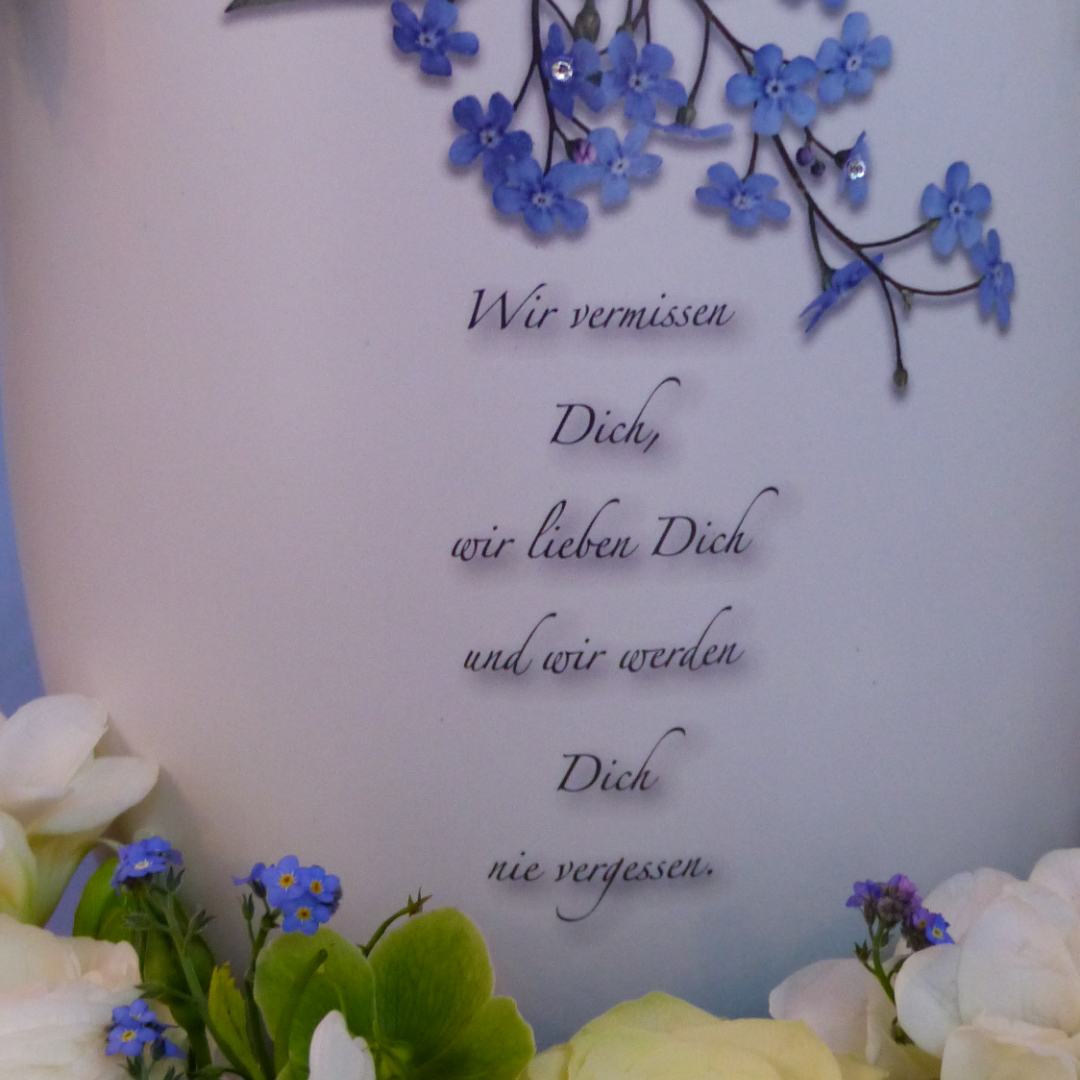 Wir vermissen
Dich,
wir lieben Dich
und wir werden
Dich
nie vergessen.